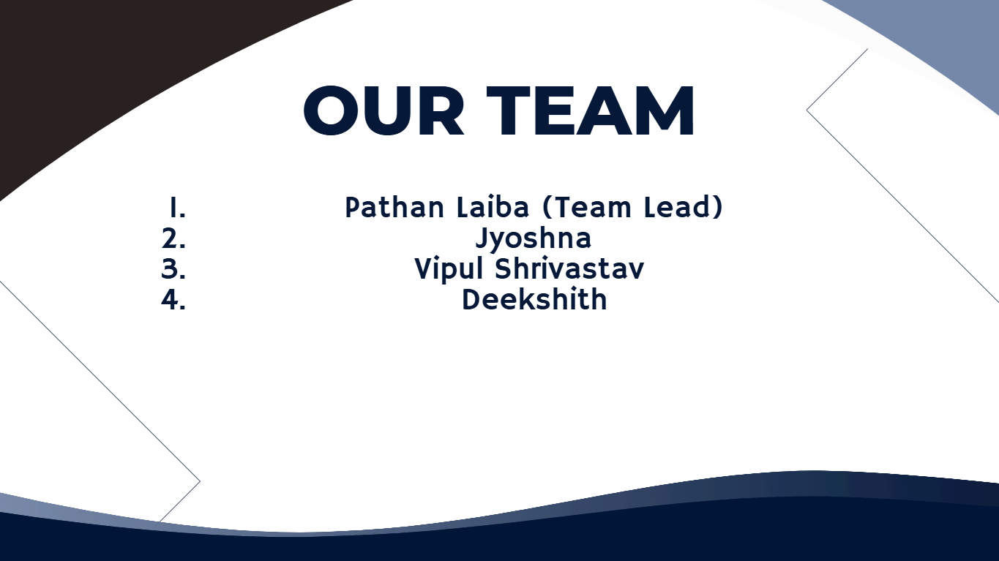 OUR TEAM
1. Pathan Laiba (Team Lead)
2. Jyoshna
3. Vipul Shrivastav
4. Deekshith